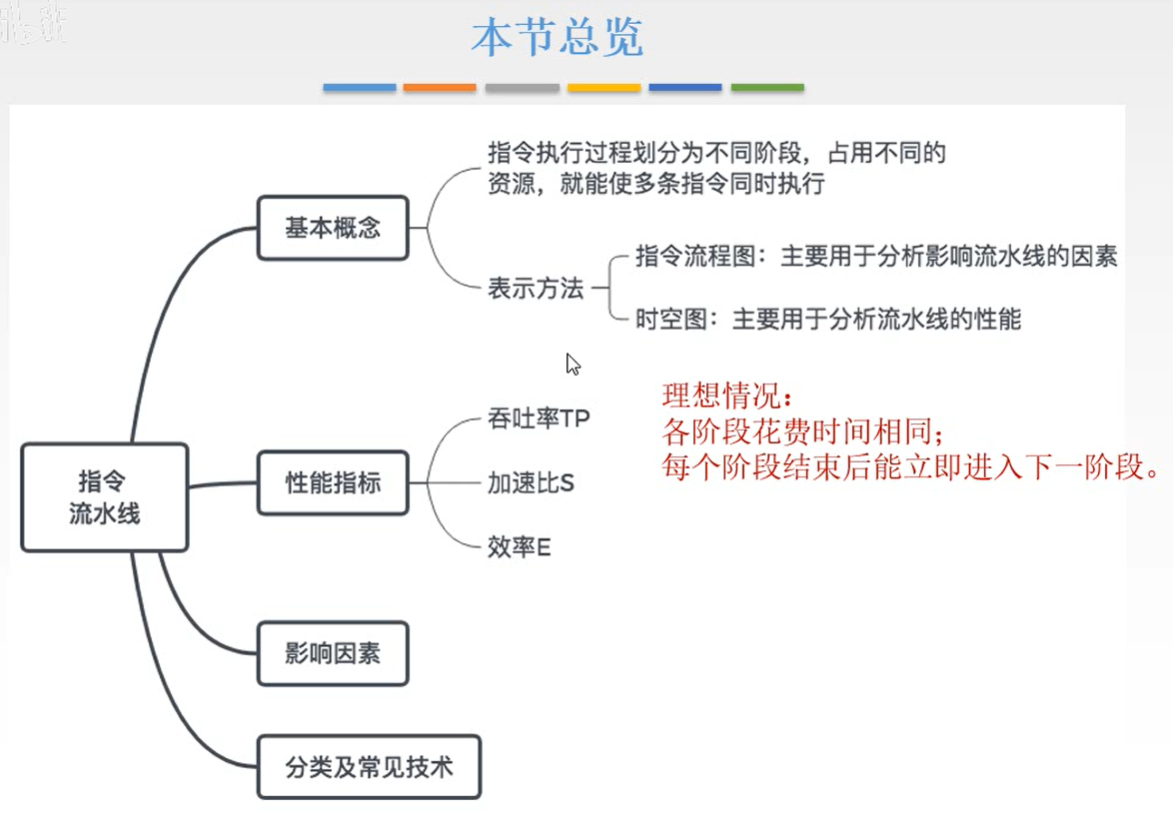 本节总览
指令执行过程划分为不同阶段，占用不同的
资源，就能使多条指令同时执行
基本概念
表示方法
指令流程图：主要用于分析影响流水线的因素
时空图：主要用于分析流水线的性能
理想情况：
各阶段花费时间相同；
每个阶段结束后能立即进入下一阶段。
吞吐率TP
性能指标
加速比S
效率E
指令
流水线
影响因素
分类及常见技术